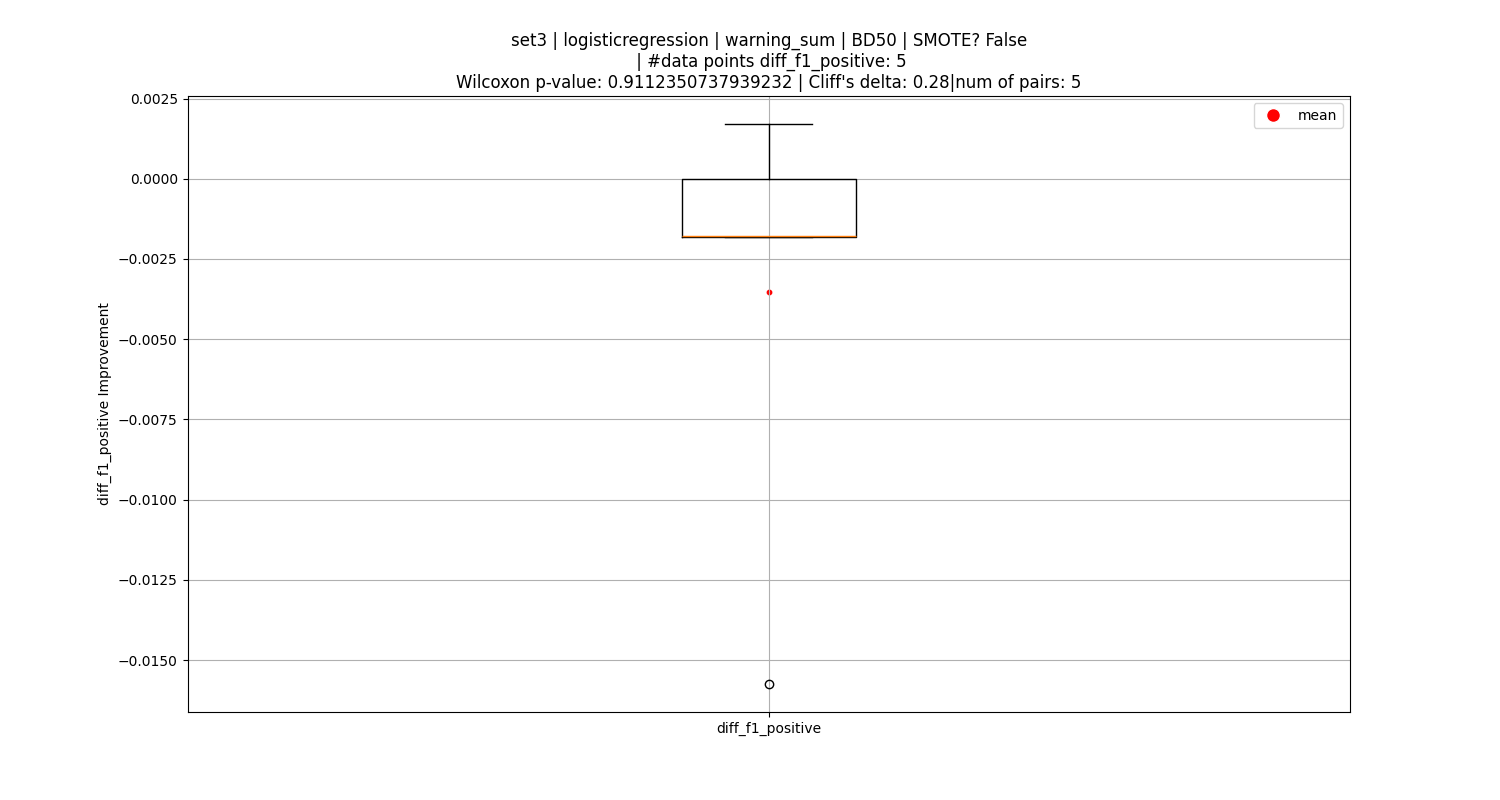 set3 | logisticregression | warning_sum | BD50 | SMOTE? False
| #data points diff_f1_positive: 5
Wilcoxon p-value: 0.9112350737939232 | Cliff's delta: 0.28|num of pairs: 5
mean
0.0025
0.0000
−0.0025
−0.0050
−0.0075
−0.0100
−0.0125
−0.0150
diff_f1_positive Improvement
diff_f1_positive